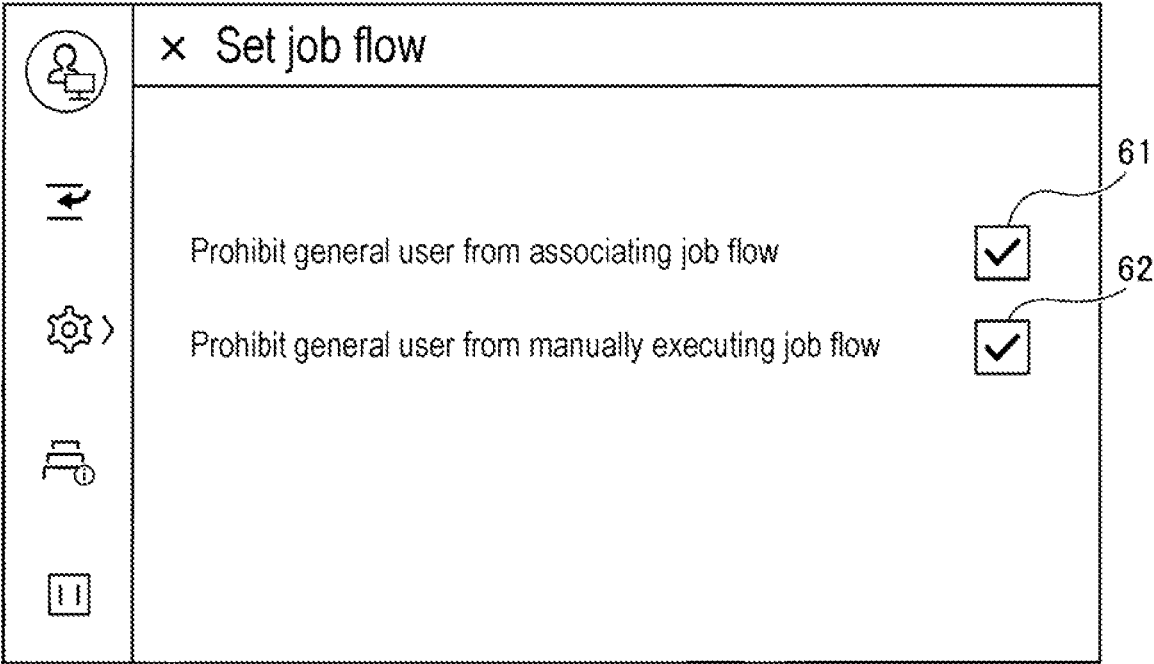 × Set job flow
61
Prohibit general user from associating job flow
62
Prohibit general user from manually executing job flow